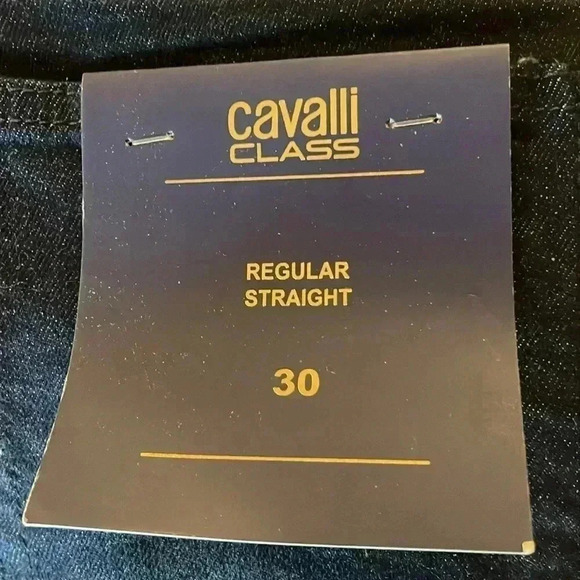 cavalli
CLASS
REGULAR
STRAIGHT
30